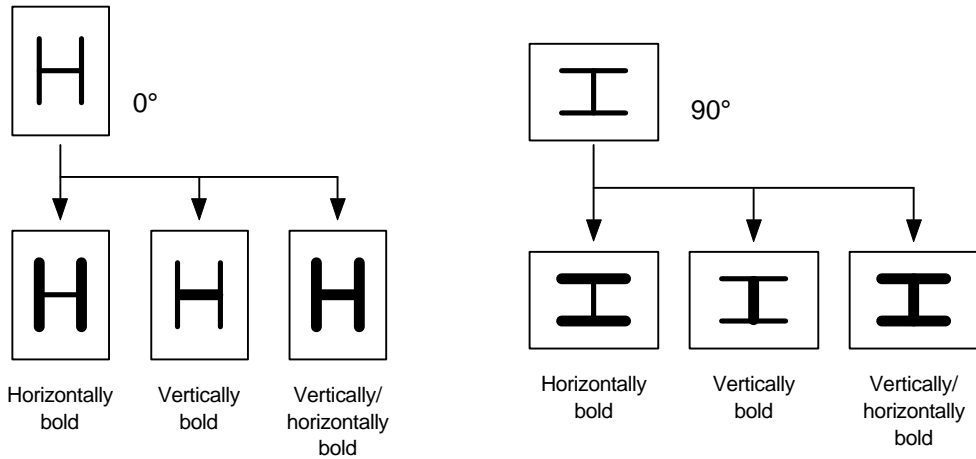 H
0°
H
90°
H
H
H
H
H
H
Horizontally
bold
Vertically
bold
Vertically/
horizontally
bold
Horizontally
bold
Vertically
bold
Vertically/
horizontally
bold